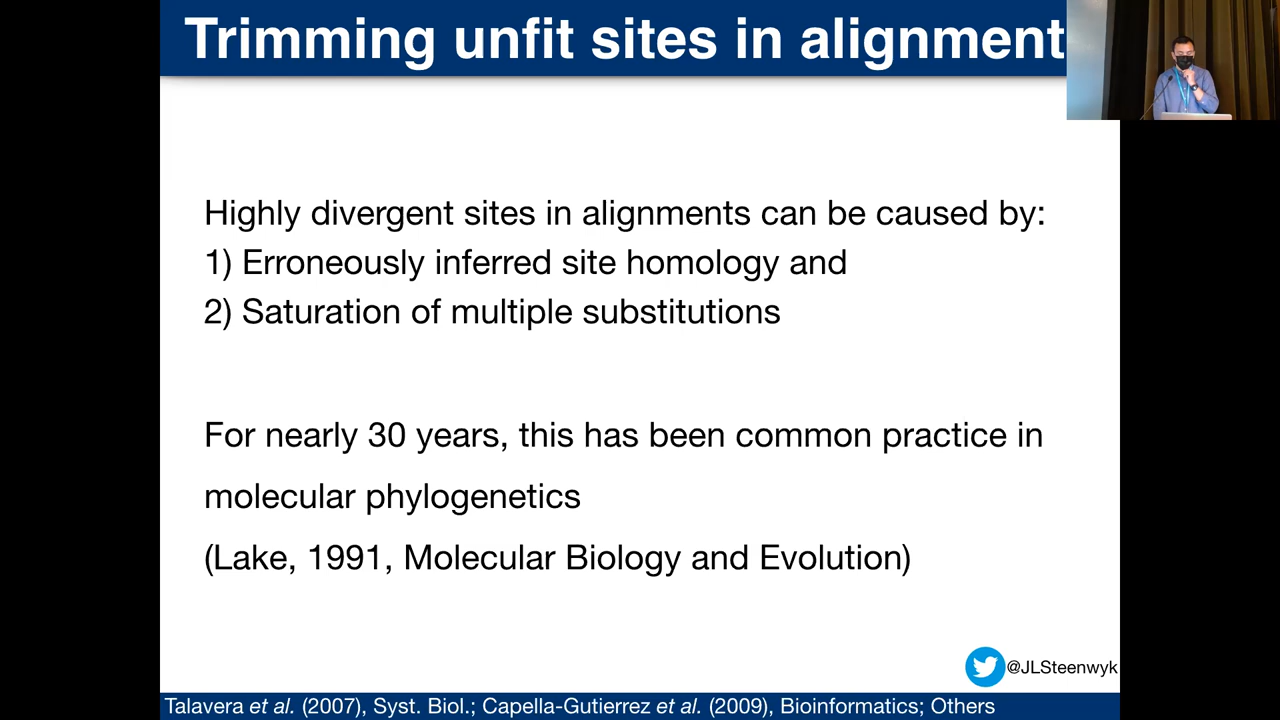 Trimming unfit sites in alignment
Highly divergent sites in alignments can be caused by:
1) Erroneously inferred site homology and
2) Saturation of multiple substitutions
For nearly 30 years, this has been common practice in
molecular phylogenetics
(Lake, 1991, Molecular Biology and Evolution)
@JLSteenwyk
Talavera et al. (2007), Syst. Biol.; Capella-Gutierrez et al. (2009), Bioinformatics; Others